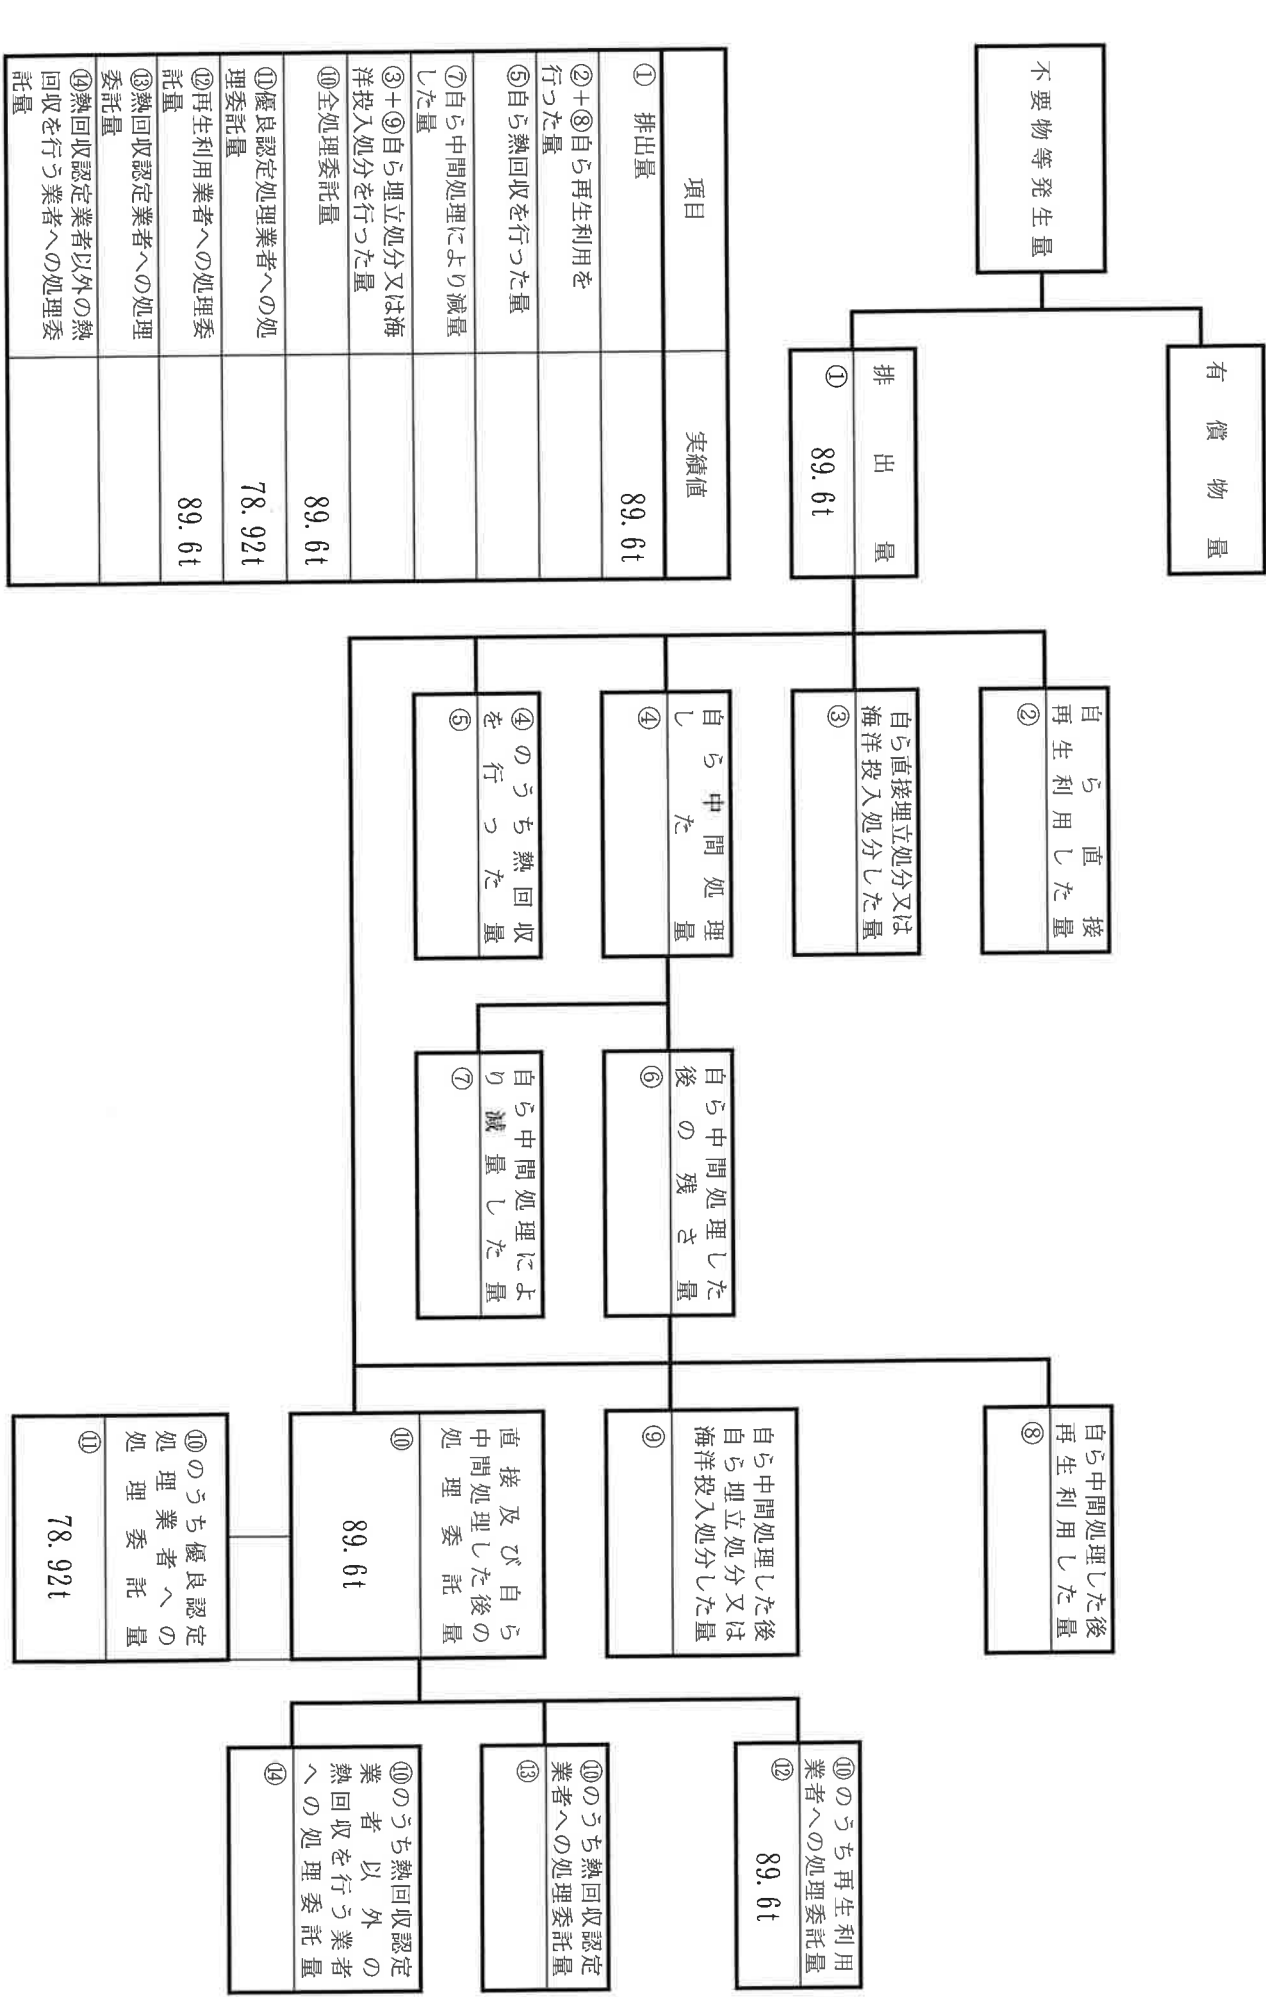 有償物量
不要物等発生量
排出量
① 89.6t
自ら直接
再生利用した量
②
自ら直接埋立処分又は
海洋投入処分した量
③
自ら中間処理
した量
④
④のうち熱回収
を行った量
⑤
自ら中間処理した
後の残さ量
⑥
自ら中間処理によ
り減量した量
⑦
自ら中間処理した後
再生利用した量
⑧
自ら中間処理した後
自ら埋立処分又は
海洋投入処分した量
⑨
直接及び自ら
中間処理した後の
処理委託量
⑩
89.6t
⑩のうち優良認定
処理業者への
処理委託量
⑪
78.92t
⑩のうち再生利用
業者への処理委託量
⑫ 89.6t
⑩のうち熱回収認定
業者への処理委託量
⑬
⑩のうち熱回収認定
業者以外の
熱回収を行う業者
への処理委託量
⑭
項目 実績値
① 排出量 89.6t
②+⑧自ら再生利用を
行った量
⑤自ら熱回収を行った量
⑦自ら中間処理により減量
した量
③+⑨自ら埋立処分又は海
洋投入処分を行った量
⑩全処理委託量 89.6t
⑪優良認定処理業者への処
理委託量 78.92t
⑫再生利用業者への処理委
託量 89.6t
⑬熱回収認定業者への処理
委託量
⑭熱回収認定業者以外の熱
回収を行う業者への処理委
託量